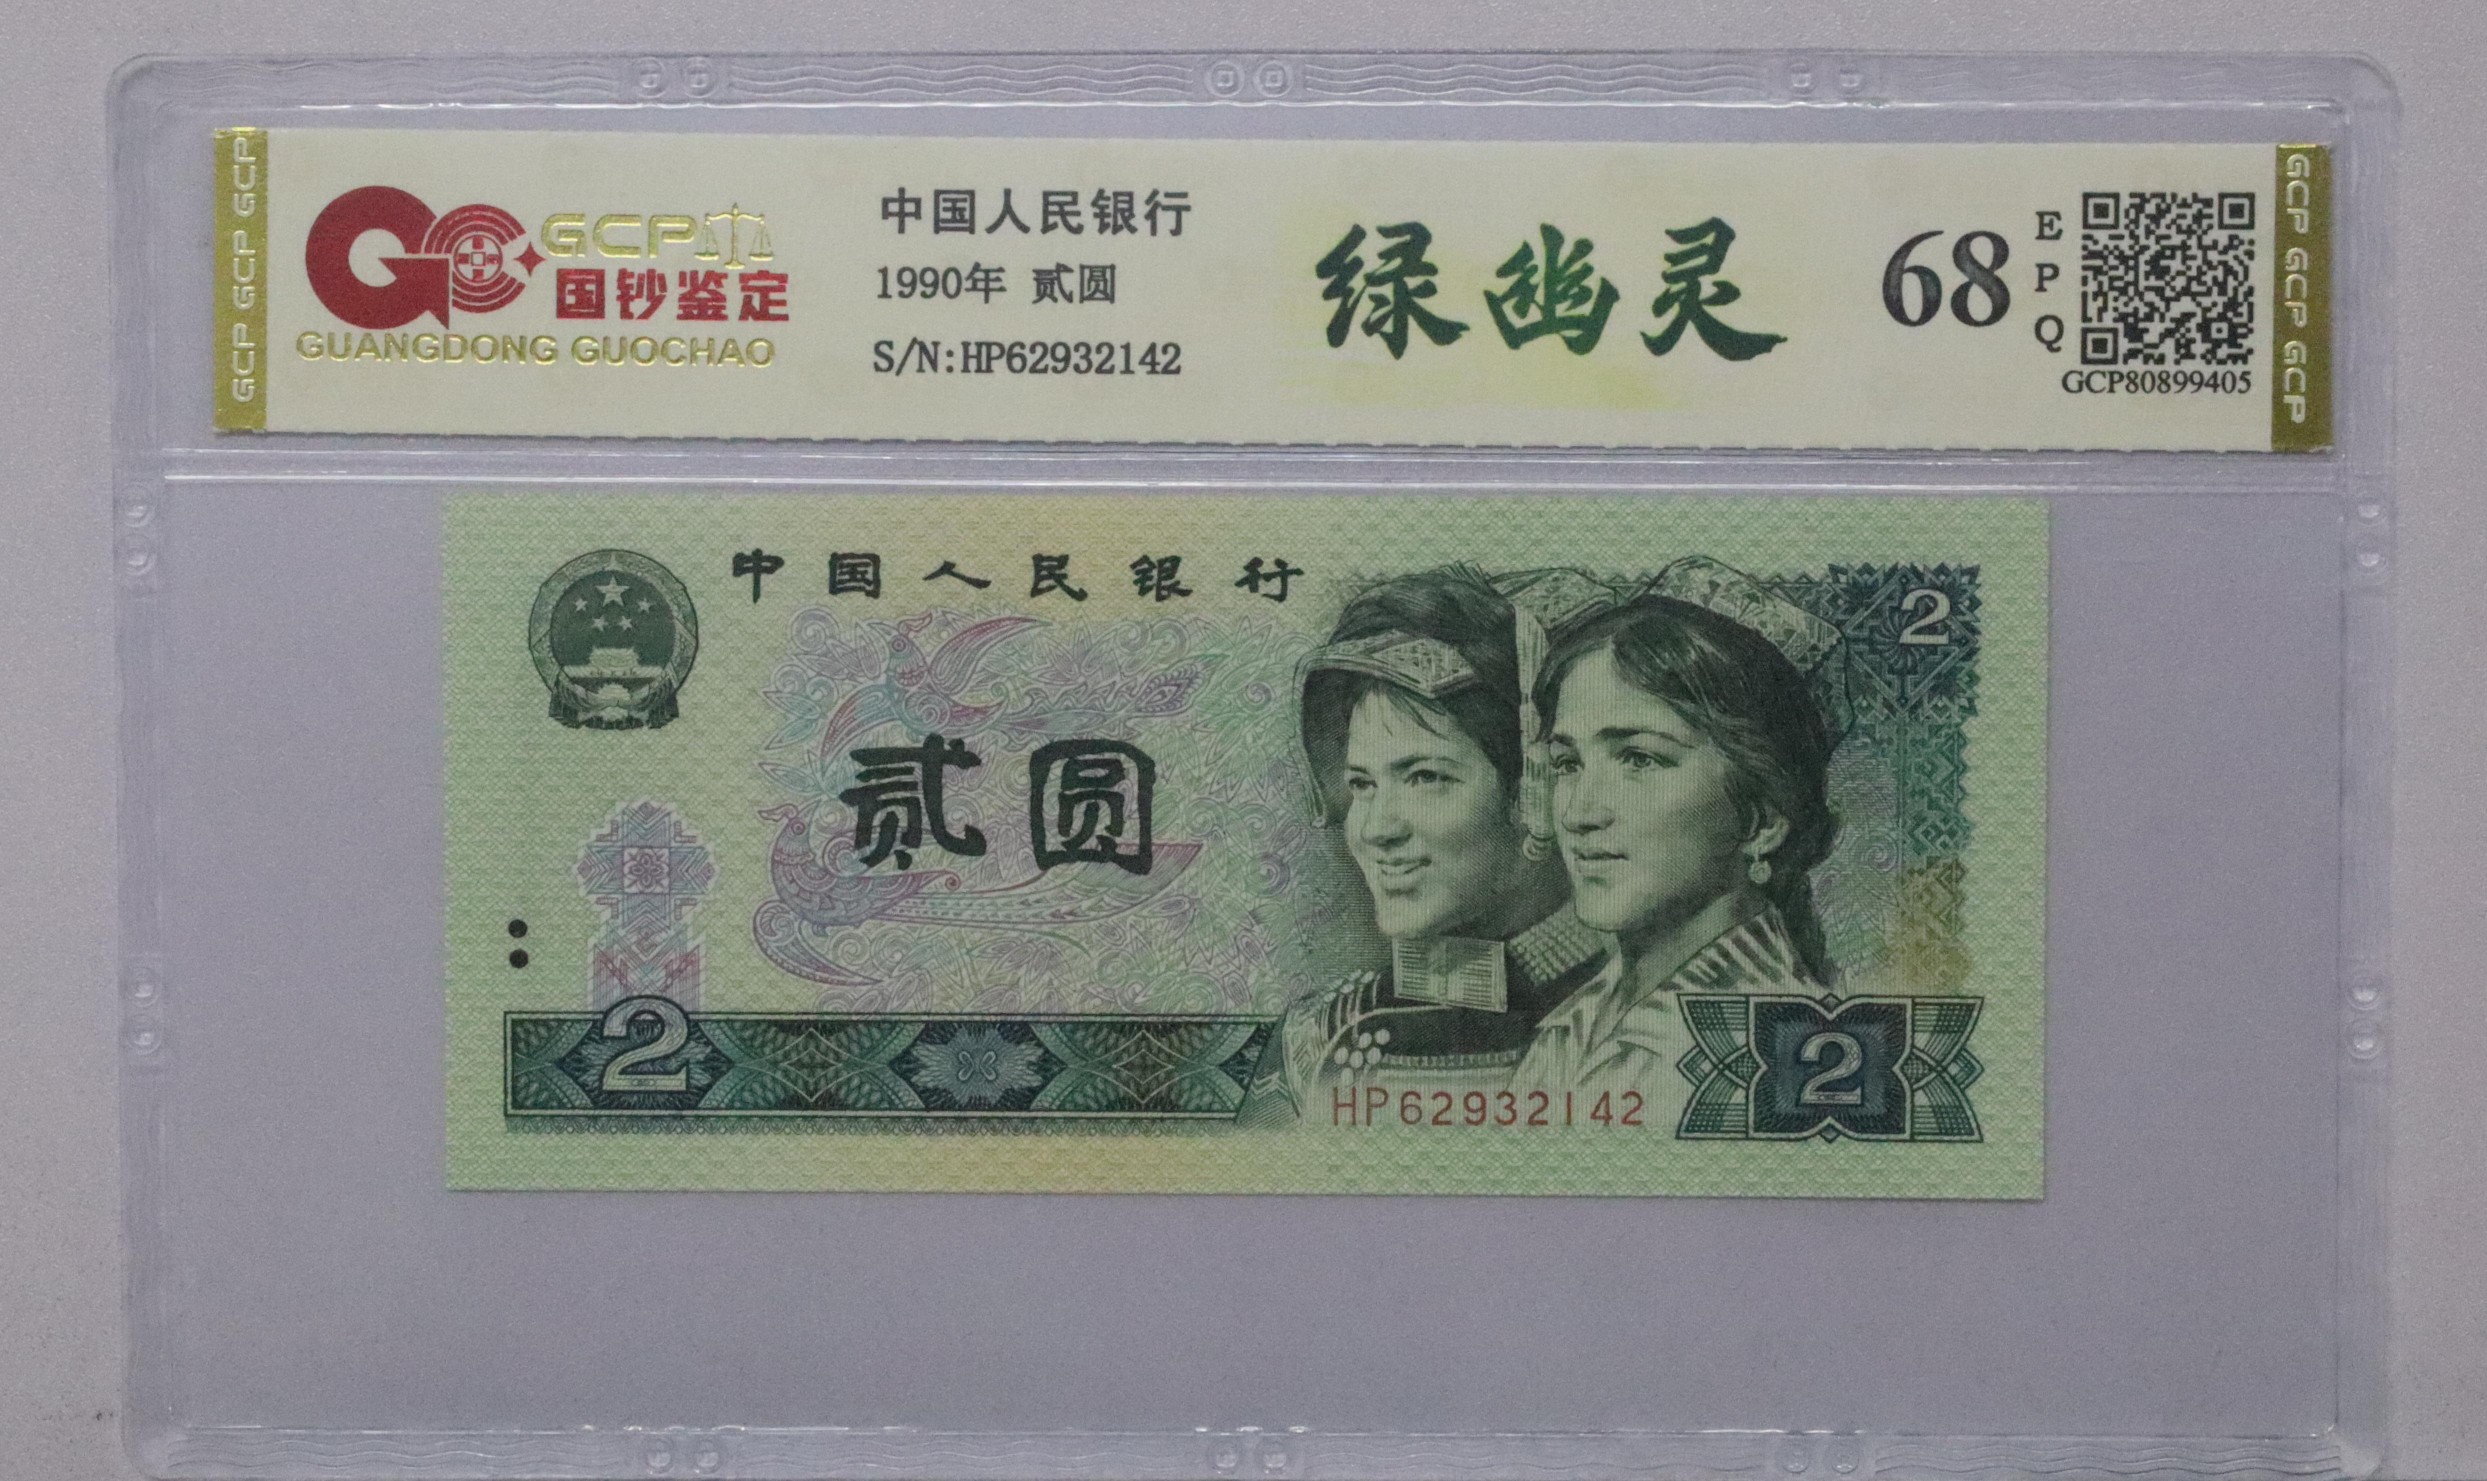 GCP GCP GCP
GCP
国钞鉴定
GUANGDONG GUOCHAO
中国人民银行
1990年 贰圆
S/N:HP62932142
绿幽灵
68
EPQ
GCP80899405
GCP GCP GCP
中国人民银行
2
贰圆
2
2
HP62932142